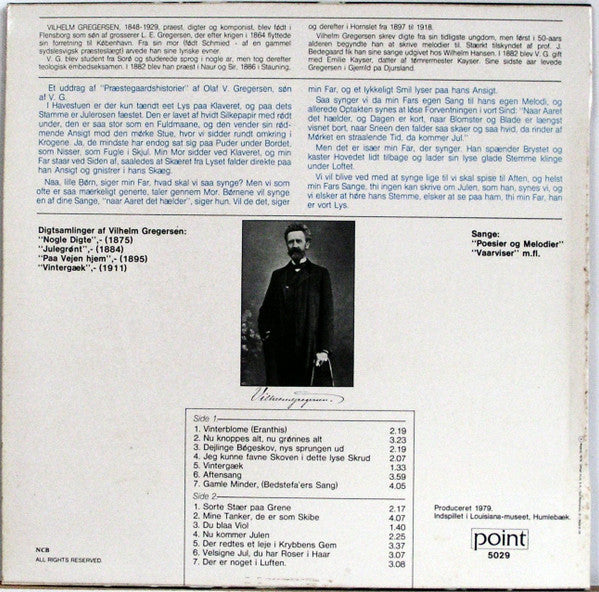 VILHELM GREGERSEN, 1848-1929, præst, digter og komponist, blev født i
Flensborg som søn af grosserer L. E. Gregersen, der efter krigen i 1864 flyttede
sin forretning til København. Fra sin mor (født Schmied - af en gammel
sydslesvigsk præsteslægt) arvede han sine lyriske evner.
V. G. blev student fra Sorø og studerede sprog i nogle år, men tog derefter
teologisk embedseksamen. I 1882 blev han præst i Naur og Sir, 1886 i Stauning,
og derefter i Hornslet fra 1897 til 1918.
Vilhelm Gregersen skrev digte fra sin tidligste ungdom, men først i 50-aars
alderen begyndte han at skrive melodier til. Stærkt tilskyndet af prof. J.
Bedegaard fik han sine sange udgivet hos Wilhelm Hansen. I 1882 blev V. G. gift
med Emilie Kayser, datter af tømrermester Kayser. Sine sidste aar levede
Gregersen i Gjerrild pa Djursland.
Et uddrag af "Præstegaardshistorier" af Olav V. Gregersen, søn
af V. G.
I Havestuen er der kun tændt eet Lys paa Klaveret, og paa dets
Stamme er Julerosen fæstet. Den er lavet af hvidt Silkepapir med rødt
under, den er saa stor som en Fuldmaane, og den vender sin rød-
mende Ansigt mod den mørke Stue, hvor vi sidder rundt omkring i
Krogene. Ja, de mindste har endog sat sig paa Puder under Bordet,
som Nisser, som Fugle i Skjul. Min Mor sidder ved Klaveret, og min
Far staar ved Siden af, saaledes at Skæret fra Lyset falder direkte paa
han Ansigt og gnistrer i hans Skæg.
Naa, lille Børn, siger min Far, hvad skal vi saa synge? Men vi som
ofte er saa mærkelig generte, taler gennem Mor. Børnene vil synge
en af dine Sange, "naar Aaret det hælder", siger hun. Vil de det, siger
min Far, og et lykkeligt Smil lyser paa hans Ansigt.
Saa synger vi da min Fars egen Sang til hans egen Melodi, og
allerede Optakten synes at løse Forventningen i vort Sind: "Naar Aaret
det hælder, og Dagen er kort, naar Blomster og Blade er længst
visnet bort, naar Sneen den falder saa skær og saa hvid, da rinder af
Mørket en straalende Tid, da kommer Jul."
Men det er især min Far, der synger. Han spænder Brystet og
kaster Hovedet lidt tilbage og lader sin lyse glade Stemme klinge
under Loftet.
Vi vil blive ved med at synge lige til vi skal spise til Aften, og helst
min Fars Sange, thi ingen kan skrive om Julen, som han, synes vi, og
vi elsker at høre hans Stemme, elsker at se paa ham, thi min Far, han
er vort Lys.
Digtsamlinger af Vilhelm Gregersen:
"Nogle Digte",- (1875)
"Julegrønt",- (1884)
"Paa Vejen hjem",- (1895)
"Vintergæk",- (1911)
Sange:
"Poesier og Melodier"
"Vaarviser" m.fl.
Vilhelm Gregersen.
Side 1
1. Vinterblome (Eranthis) 2.19
2. Nu knoppes alt, nu grønnes alt 3.23
3. Dejlinge Bøgeskov, nys sprungen ud 2.19
4. Jeg kunne favne Skoven i dette lyse Skrud 2.07
5. Vintergæk 1.33
6. Aftensang 3.59
7. Gamle Minder, (Bedstefa'ers Sang) 4.05
Side 2
1. Sorte Stær paa Grene 2.17
2. Mine Tanker, de er som Skibe 4.07
3. Du blaa Viol 1.40
4. Nu kommer Julen 2.25
5. Der redtes et leje i Krybbens Gem 3.37
6. Velsigne Jul, du har Roser i Haar 3.07
7. Der er noget i Luften. 3.08
Produceret 1979.
Indspillet i Louisiana-museet, Humlebæk.
point
5029
NCB
ALL RIGHTS RESERVED.